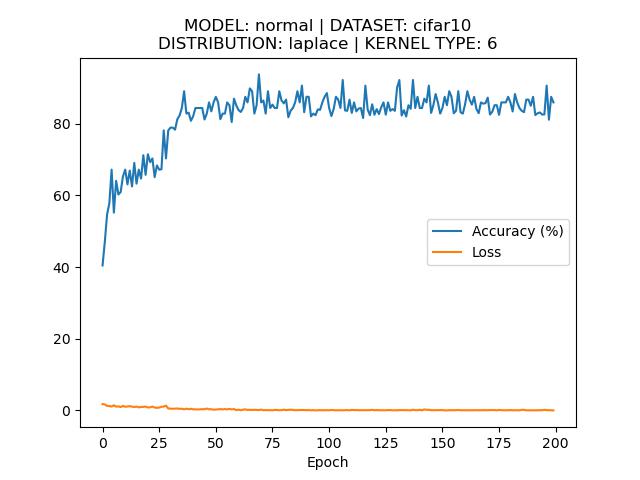 MODEL: normal | DATASET: cifar10
DISTRIBUTION: laplace | KERNEL TYPE: 6
80
60
40
20
0
Accuracy (%)
Loss
0 25 50 75 100 125 150 175 200
Epoch